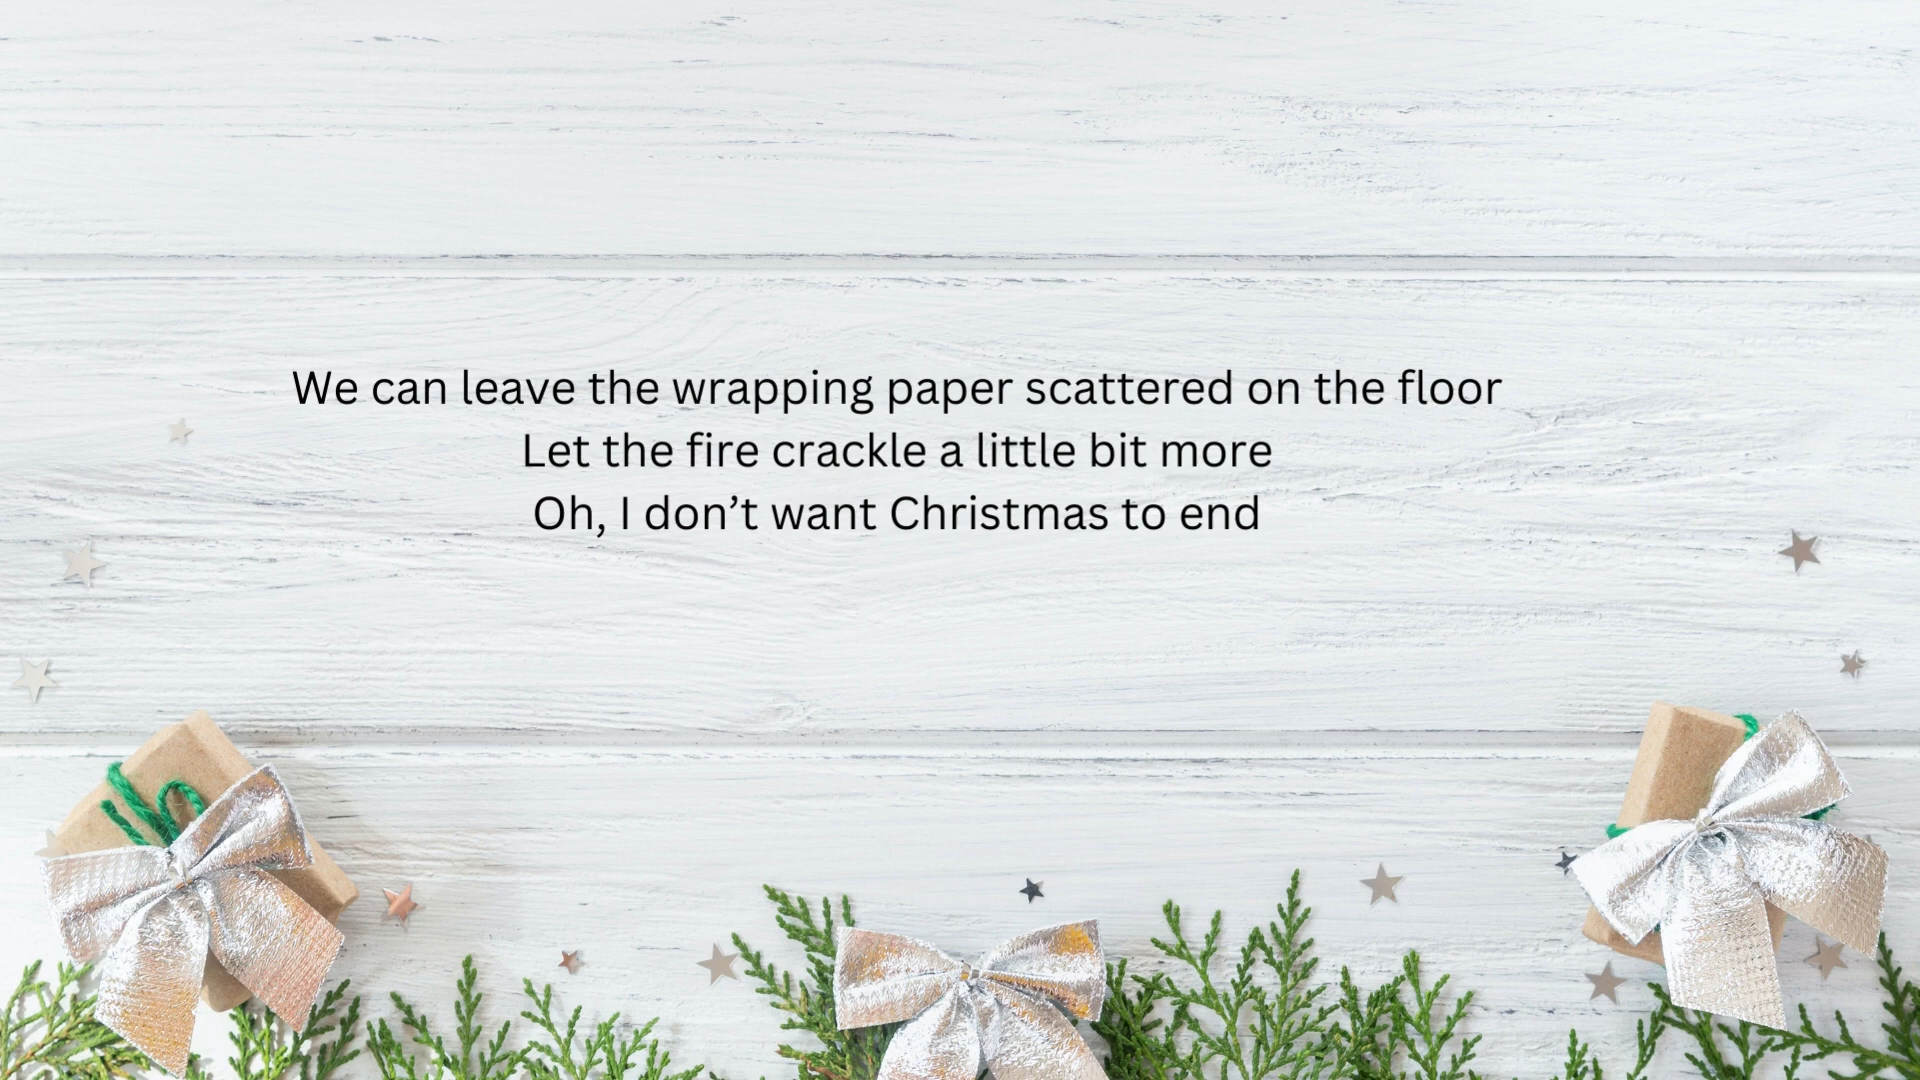 We can leave the wrapping paper scattered on the floor
Let the fire crackle a little bit more
Oh, I don’t want Christmas to end